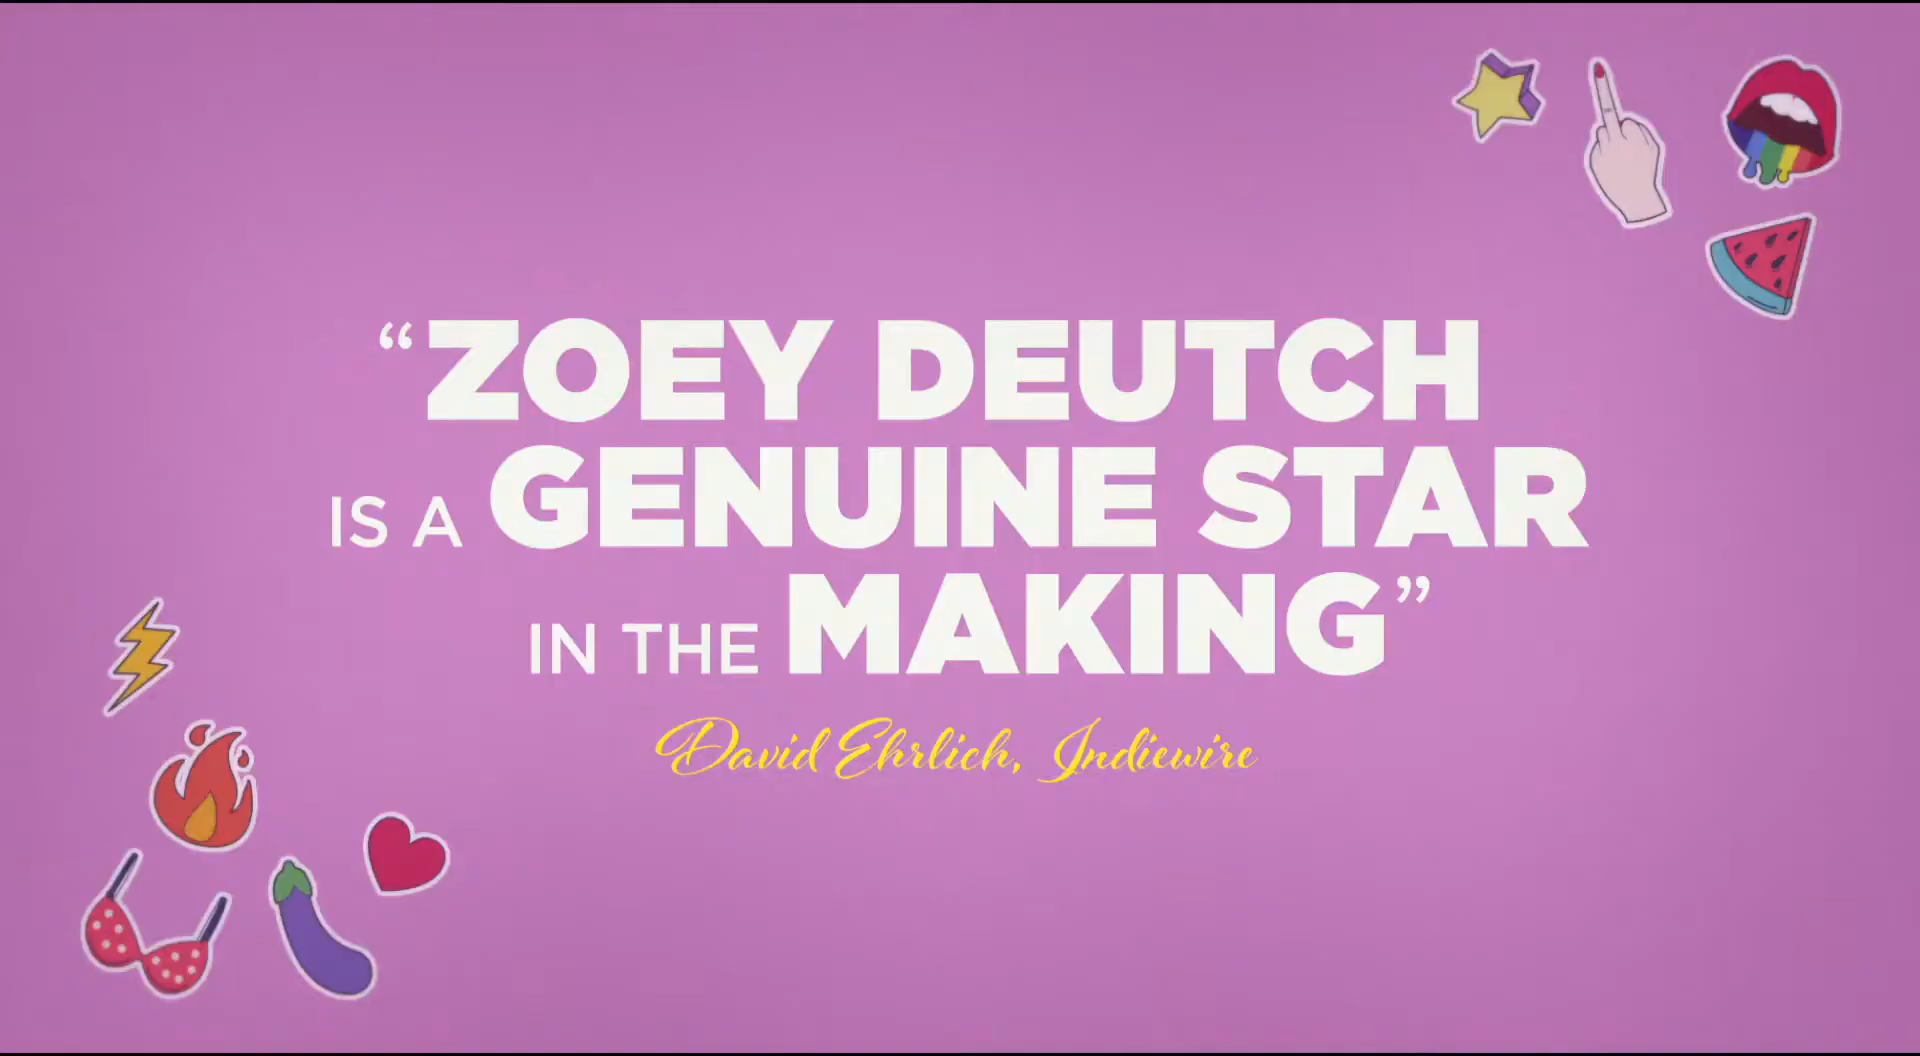 “ZOEY DEUTCH
IS A GENUINE STAR
IN THE MAKING”
David Ehrlich, Indiewire